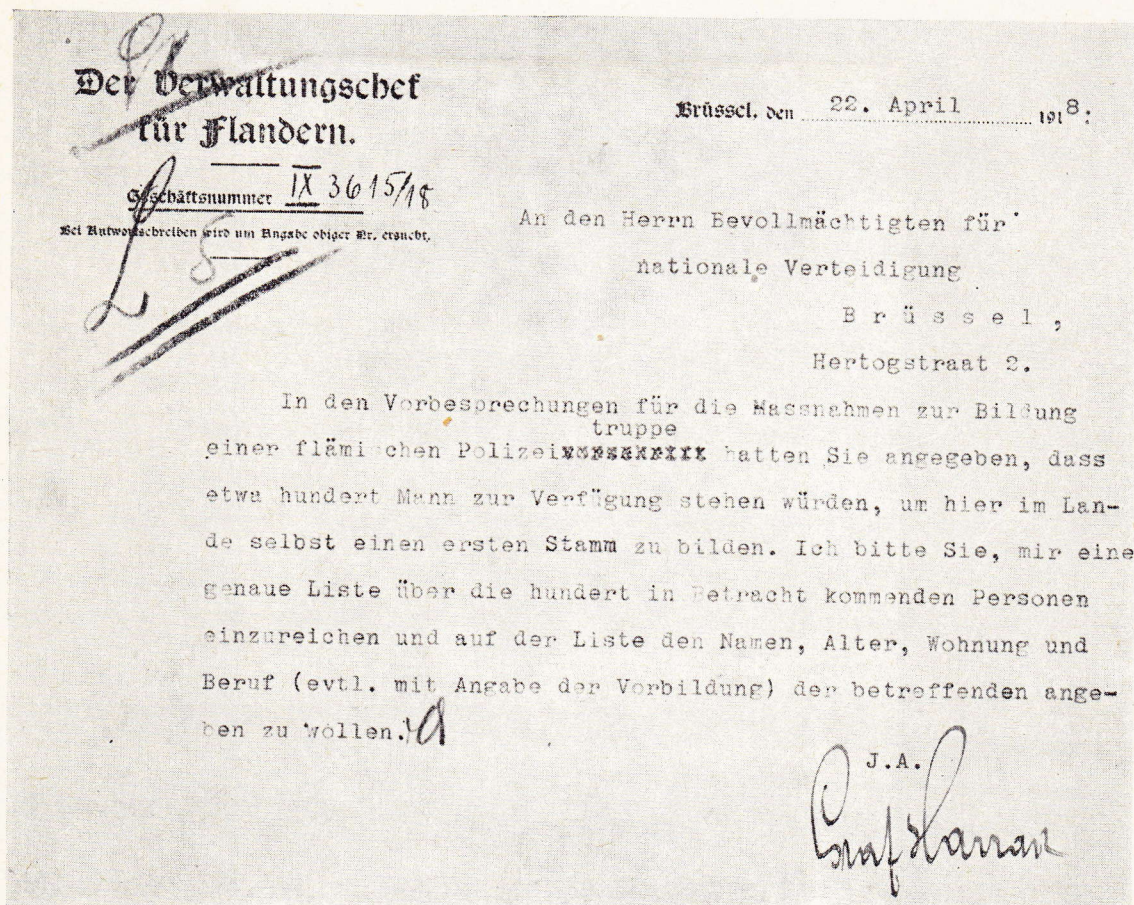 Der Verwaltungschef
für Flandern.
Geschäftsnummer IX 3615/18
Bei Antwortschreiben wird um Angabe obiger Nr. ersucht.
Brüssel, den 22. April 1918.
An den Herrn Bevollmächtigten für
nationale Verteidigung
Brüssel,
Hertogstraat 2.
In den Vorbesprechungen für die Massnahmen zur Bildung
truppe
einer flämischen Polizei hatten Sie angegeben, dass
etwa hundert Mann zur Verfügung stehen würden, um hier im Lan-
de selbst einen ersten Stamm zu bilden. Ich bitte Sie, mir eine
genaue Liste über die hundert in Betracht kommenden Personen
einzureichen und auf der Liste den Namen, Alter, Wohnung und
Beruf (evtl. mit Angabe der Vorbildung) der betreffenden ange-
ben zu wollen.
J.A.
Graf Harrach